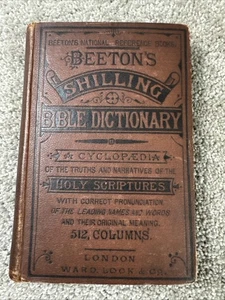 BEETON'S NATIONAL REFERENCE BOOKS
BEETON'S
SHILLING
BIBLE DICTIONARY
A
CYCLOPÆDIA
OF THE TRUTHS AND NARRATIVES OF THE
HOLY SCRIPTURES
WITH CORRECT PRONUNCIATION
OF THE LEADING NAMES AND WORDS
AND THEIR ORIGINAL MEANING.
512, COLUMNS.
LONDON
WARD LOCK & CO.